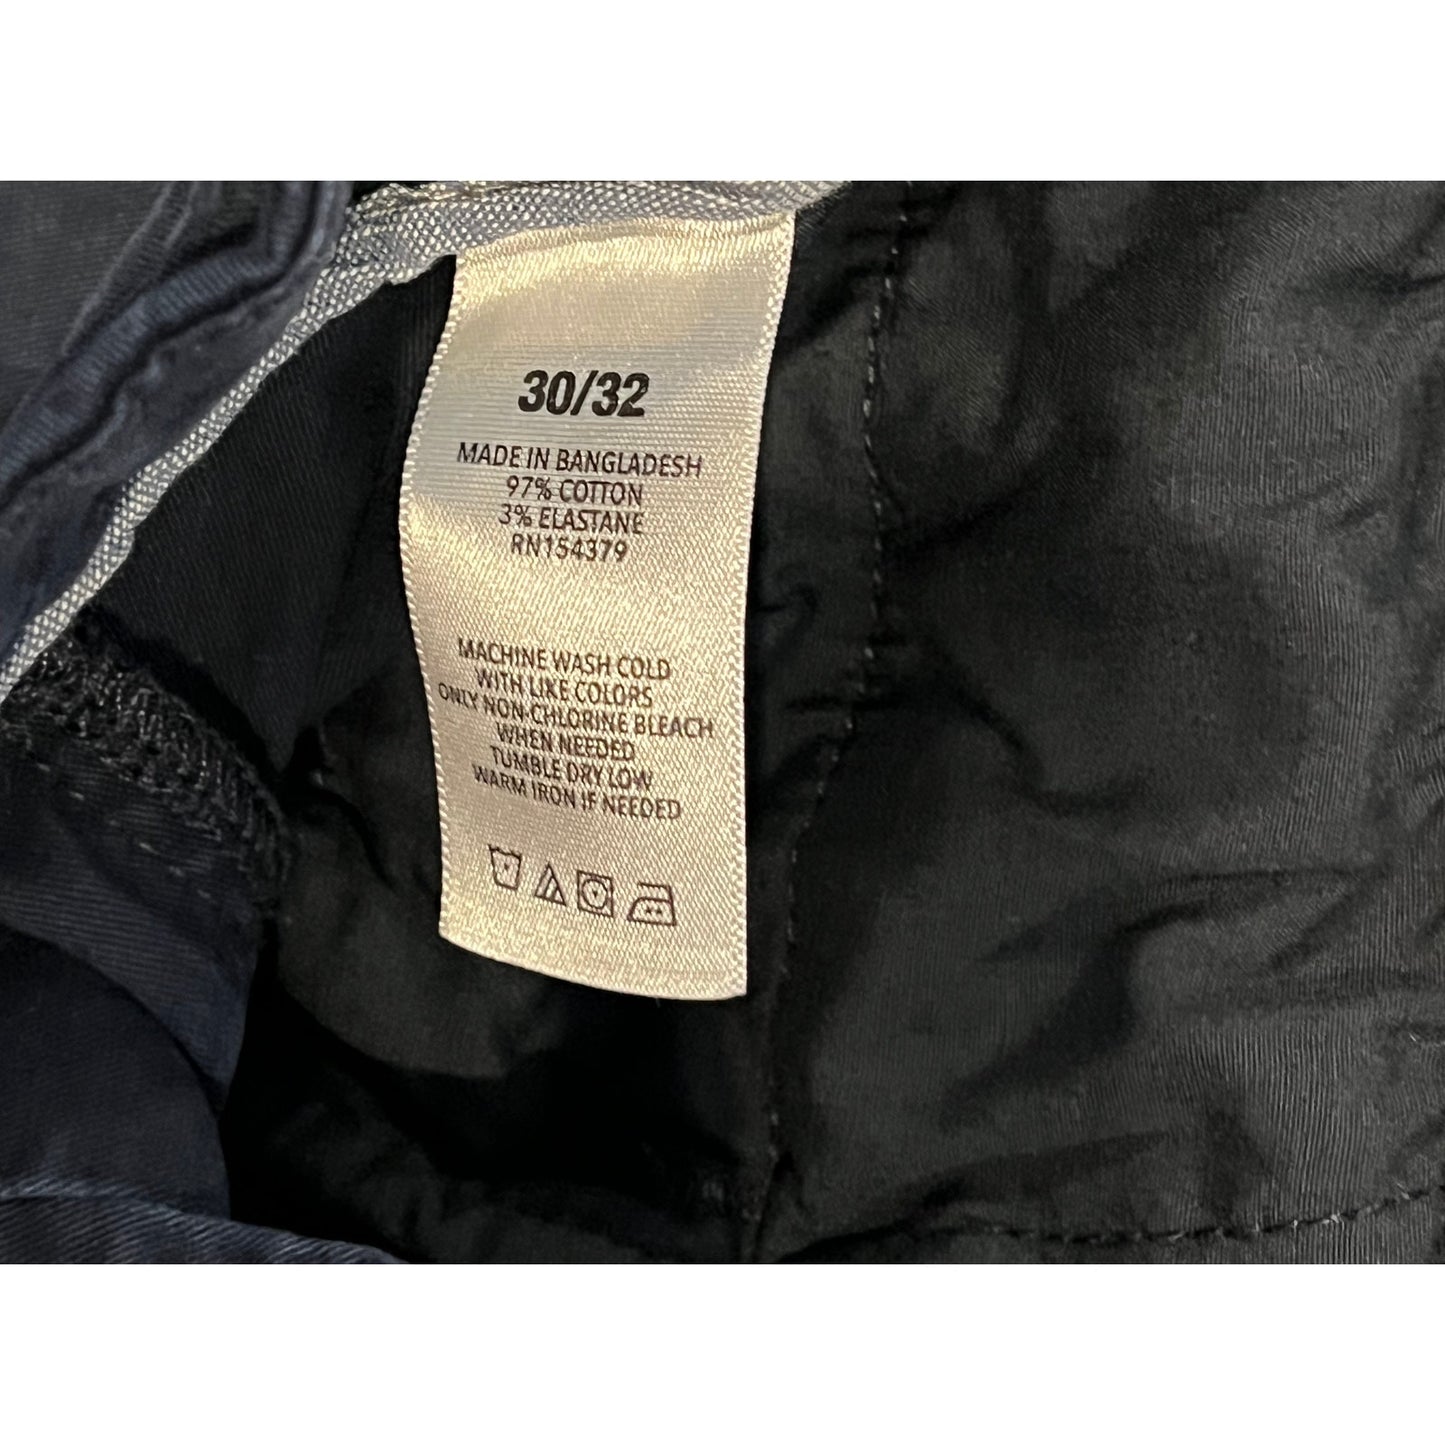 30/32
MADE IN BANGLADESH
97% COTTON
3% ELASTANE
RN154379
MACHINE WASH COLD
WITH LIKE COLORS
ONLY NON-CHLORINE BLEACH
WHEN NEEDED
TUMBLE DRY LOW
WARM IRON IF NEEDED